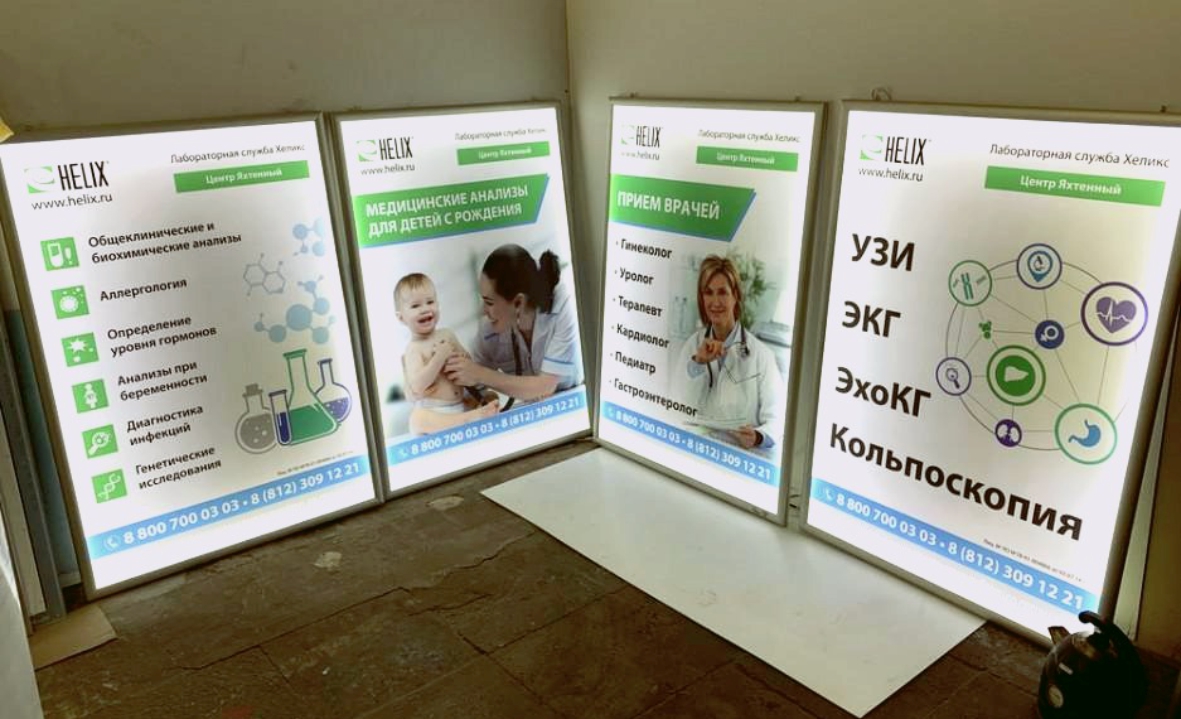 HELIX
www.helix.ru
Лабораторная служба Хеликс
Центр Яхтенный
Общеклинические и
биохимические анализы
Аллергология
Определение
уровня гормонов
Анализы при
беременности
Диагностика
инфекций
Генетические
исследования
8 800 700 03 03 • 8 (812) 309 12 21
HELIX
www.helix.ru
Лабораторная служба Хеликс
Центр Яхтенный
МЕДИЦИНСКИЕ АНАЛИЗЫ
ДЛЯ ДЕТЕЙ С РОЖДЕНИЯ
8 800 700 03 03 • 8 (812) 309 12 21
HELIX
www.helix.ru
Лабораторная служба Хеликс
Центр Яхтенный
ПРИЕМ ВРАЧЕЙ
· Гинеколог
· Уролог
· Терапевт
· Кардиолог
· Педиатр
· Гастроэнтеролог
8 800 700 03 03 • 8 (812) 309 12 21
HELIX
www.helix.ru
Лабораторная служба Хеликс
Центр Яхтенный
УЗИ
ЭКГ
ЭхоКГ
Кольпоскопия
8 800 700 03 03 • 8 (812) 309 12 21